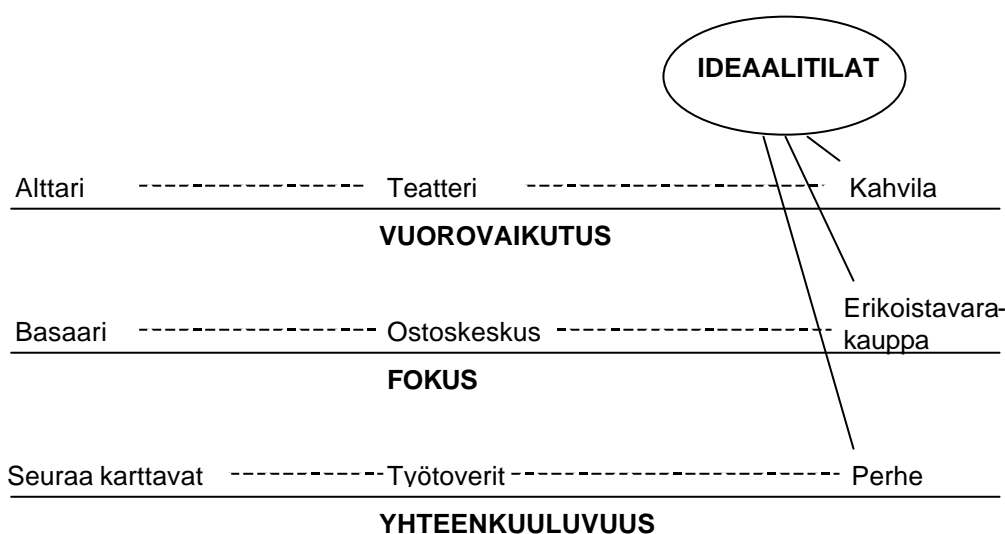 IDEAALITILAT
Alttari Teatteri Kahvila
VUOROVAIKUTUS
Basaari Ostoskeskus Erikoistavara-
kauppa
FOKUS
Seuraa karttavat Työtoverit Perhe
YHTEENKUULUVUUS